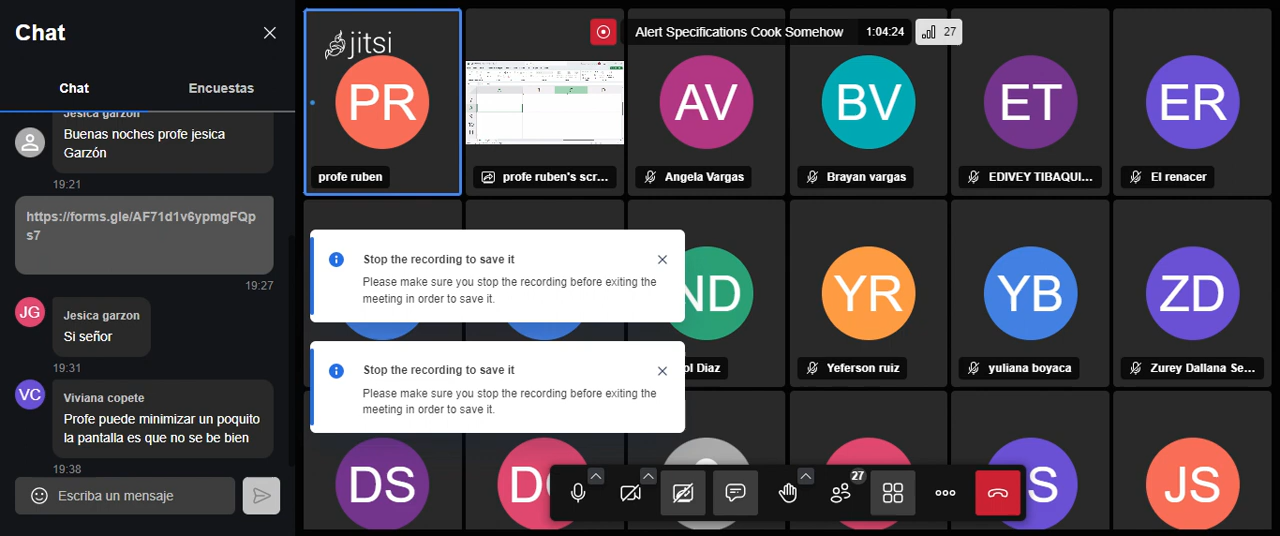 Chat
Chat
Encuestas
Jesica garzon
Buenas noches profe jesica
Garzón
19:21
https://forms.gle/AF71d1v6ypmgFQp
s7
19:27
JG
Jesica garzon
Si señor
19:31
VC
Viviana copete
Profe puede minimizar un poquito
la pantalla es que no se be bien
19:38
Escriba un mensaje
jitsi
Alert Specifications Cook Somehow
1:04:24
27
PR
profe ruben
profe ruben's scr...
AV
Angela Vargas
BV
Brayan vargas
ET
EDIVEY TIBAQUI...
ER
El renacer
Stop the recording to save it
Please make sure you stop the recording before exiting the
meeting in order to save it.
ND
ol Diaz
YR
Yeferson ruiz
YB
yuliana boyaca
ZD
Zurey Dallana Se...
Stop the recording to save it
Please make sure you stop the recording before exiting the
meeting in order to save it.
DS
S
JS
27